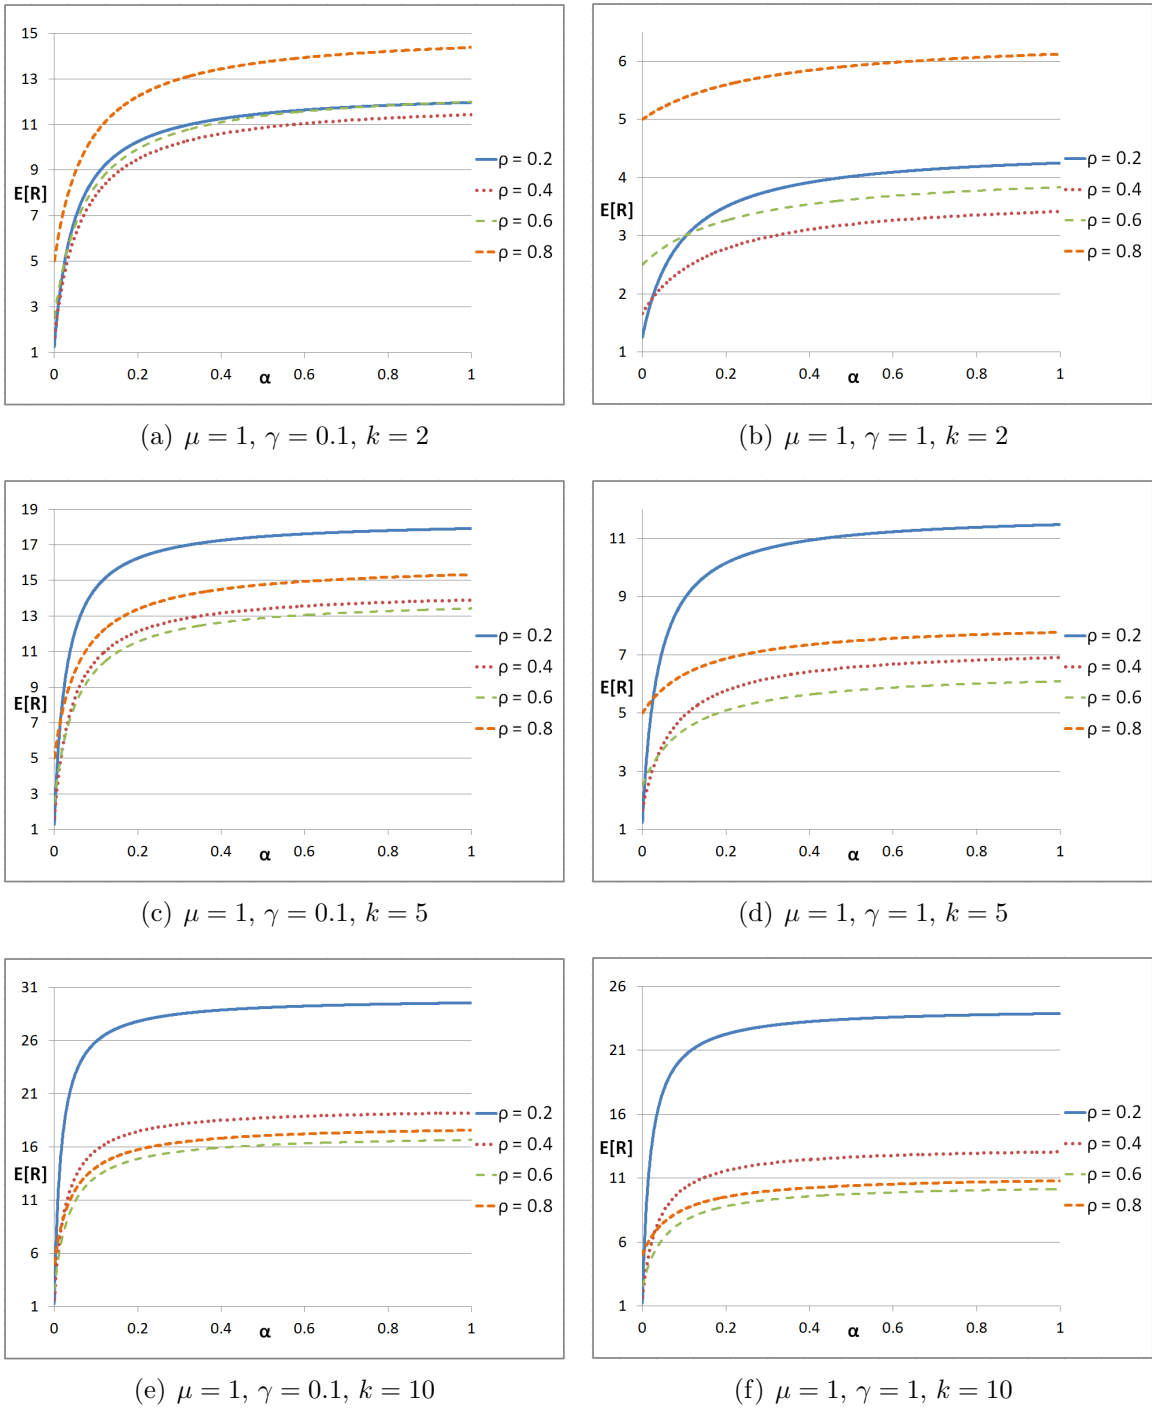 15
13
11
9
7
5
3
1
E[R]
0 0.2 0.4 0.6 0.8 1
α
ρ = 0.2
ρ = 0.4
ρ = 0.6
ρ = 0.8
(a) μ = 1, γ = 0.1, k = 2
6
5
4
3
2
1
E[R]
0 0.2 0.4 0.6 0.8 1
α
ρ = 0.2
ρ = 0.4
ρ = 0.6
ρ = 0.8
(b) μ = 1, γ = 1, k = 2
19
17
15
13
11
9
7
5
3
1
E[R]
0 0.2 0.4 0.6 0.8 1
α
ρ = 0.2
ρ = 0.4
ρ = 0.6
ρ = 0.8
(c) μ = 1, γ = 0.1, k = 5
11
9
7
5
3
1
E[R]
0 0.2 0.4 0.6 0.8 1
α
ρ = 0.2
ρ = 0.4
ρ = 0.6
ρ = 0.8
(d) μ = 1, γ = 1, k = 5
31
26
21
16
11
6
1
E[R]
0 0.2 0.4 0.6 0.8 1
α
ρ = 0.2
ρ = 0.4
ρ = 0.6
ρ = 0.8
(e) μ = 1, γ = 0.1, k = 10
26
21
16
11
6
1
E[R]
0 0.2 0.4 0.6 0.8 1
α
ρ = 0.2
ρ = 0.4
ρ = 0.6
ρ = 0.8
(f) μ = 1, γ = 1, k = 10